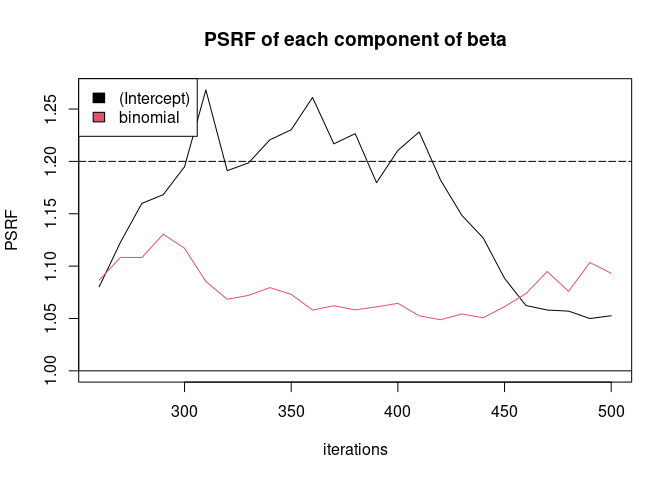 PSRF of each component of beta
(Intercept)
binomial
PSRF
1.25
1.20
1.15
1.10
1.05
1.00
300 350 400 450 500
iterations